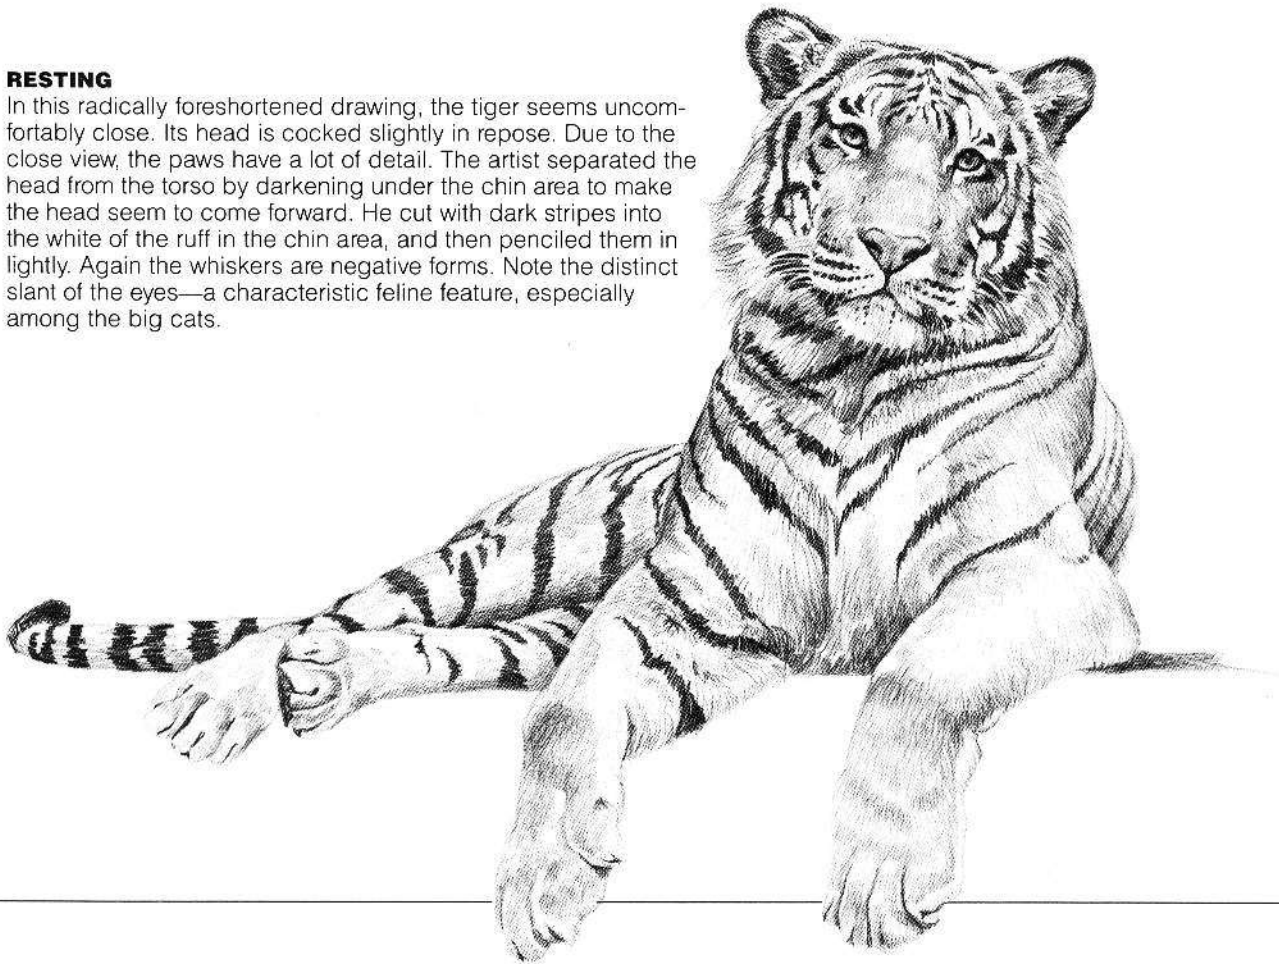 RESTING
In this radically foreshortened drawing, the tiger seems uncom-
fortably close. Its head is cocked slightly in repose. Due to the
close view, the paws have a lot of detail. The artist separated the
head from the torso by darkening under the chin area to make
the head seem to come forward. He cut with dark stripes into
the white of the ruff in the chin area, and then penciled them in
lightly. Again the whiskers are negative forms. Note the distinct
slant of the eyes—a characteristic feline feature, especially
among the big cats.